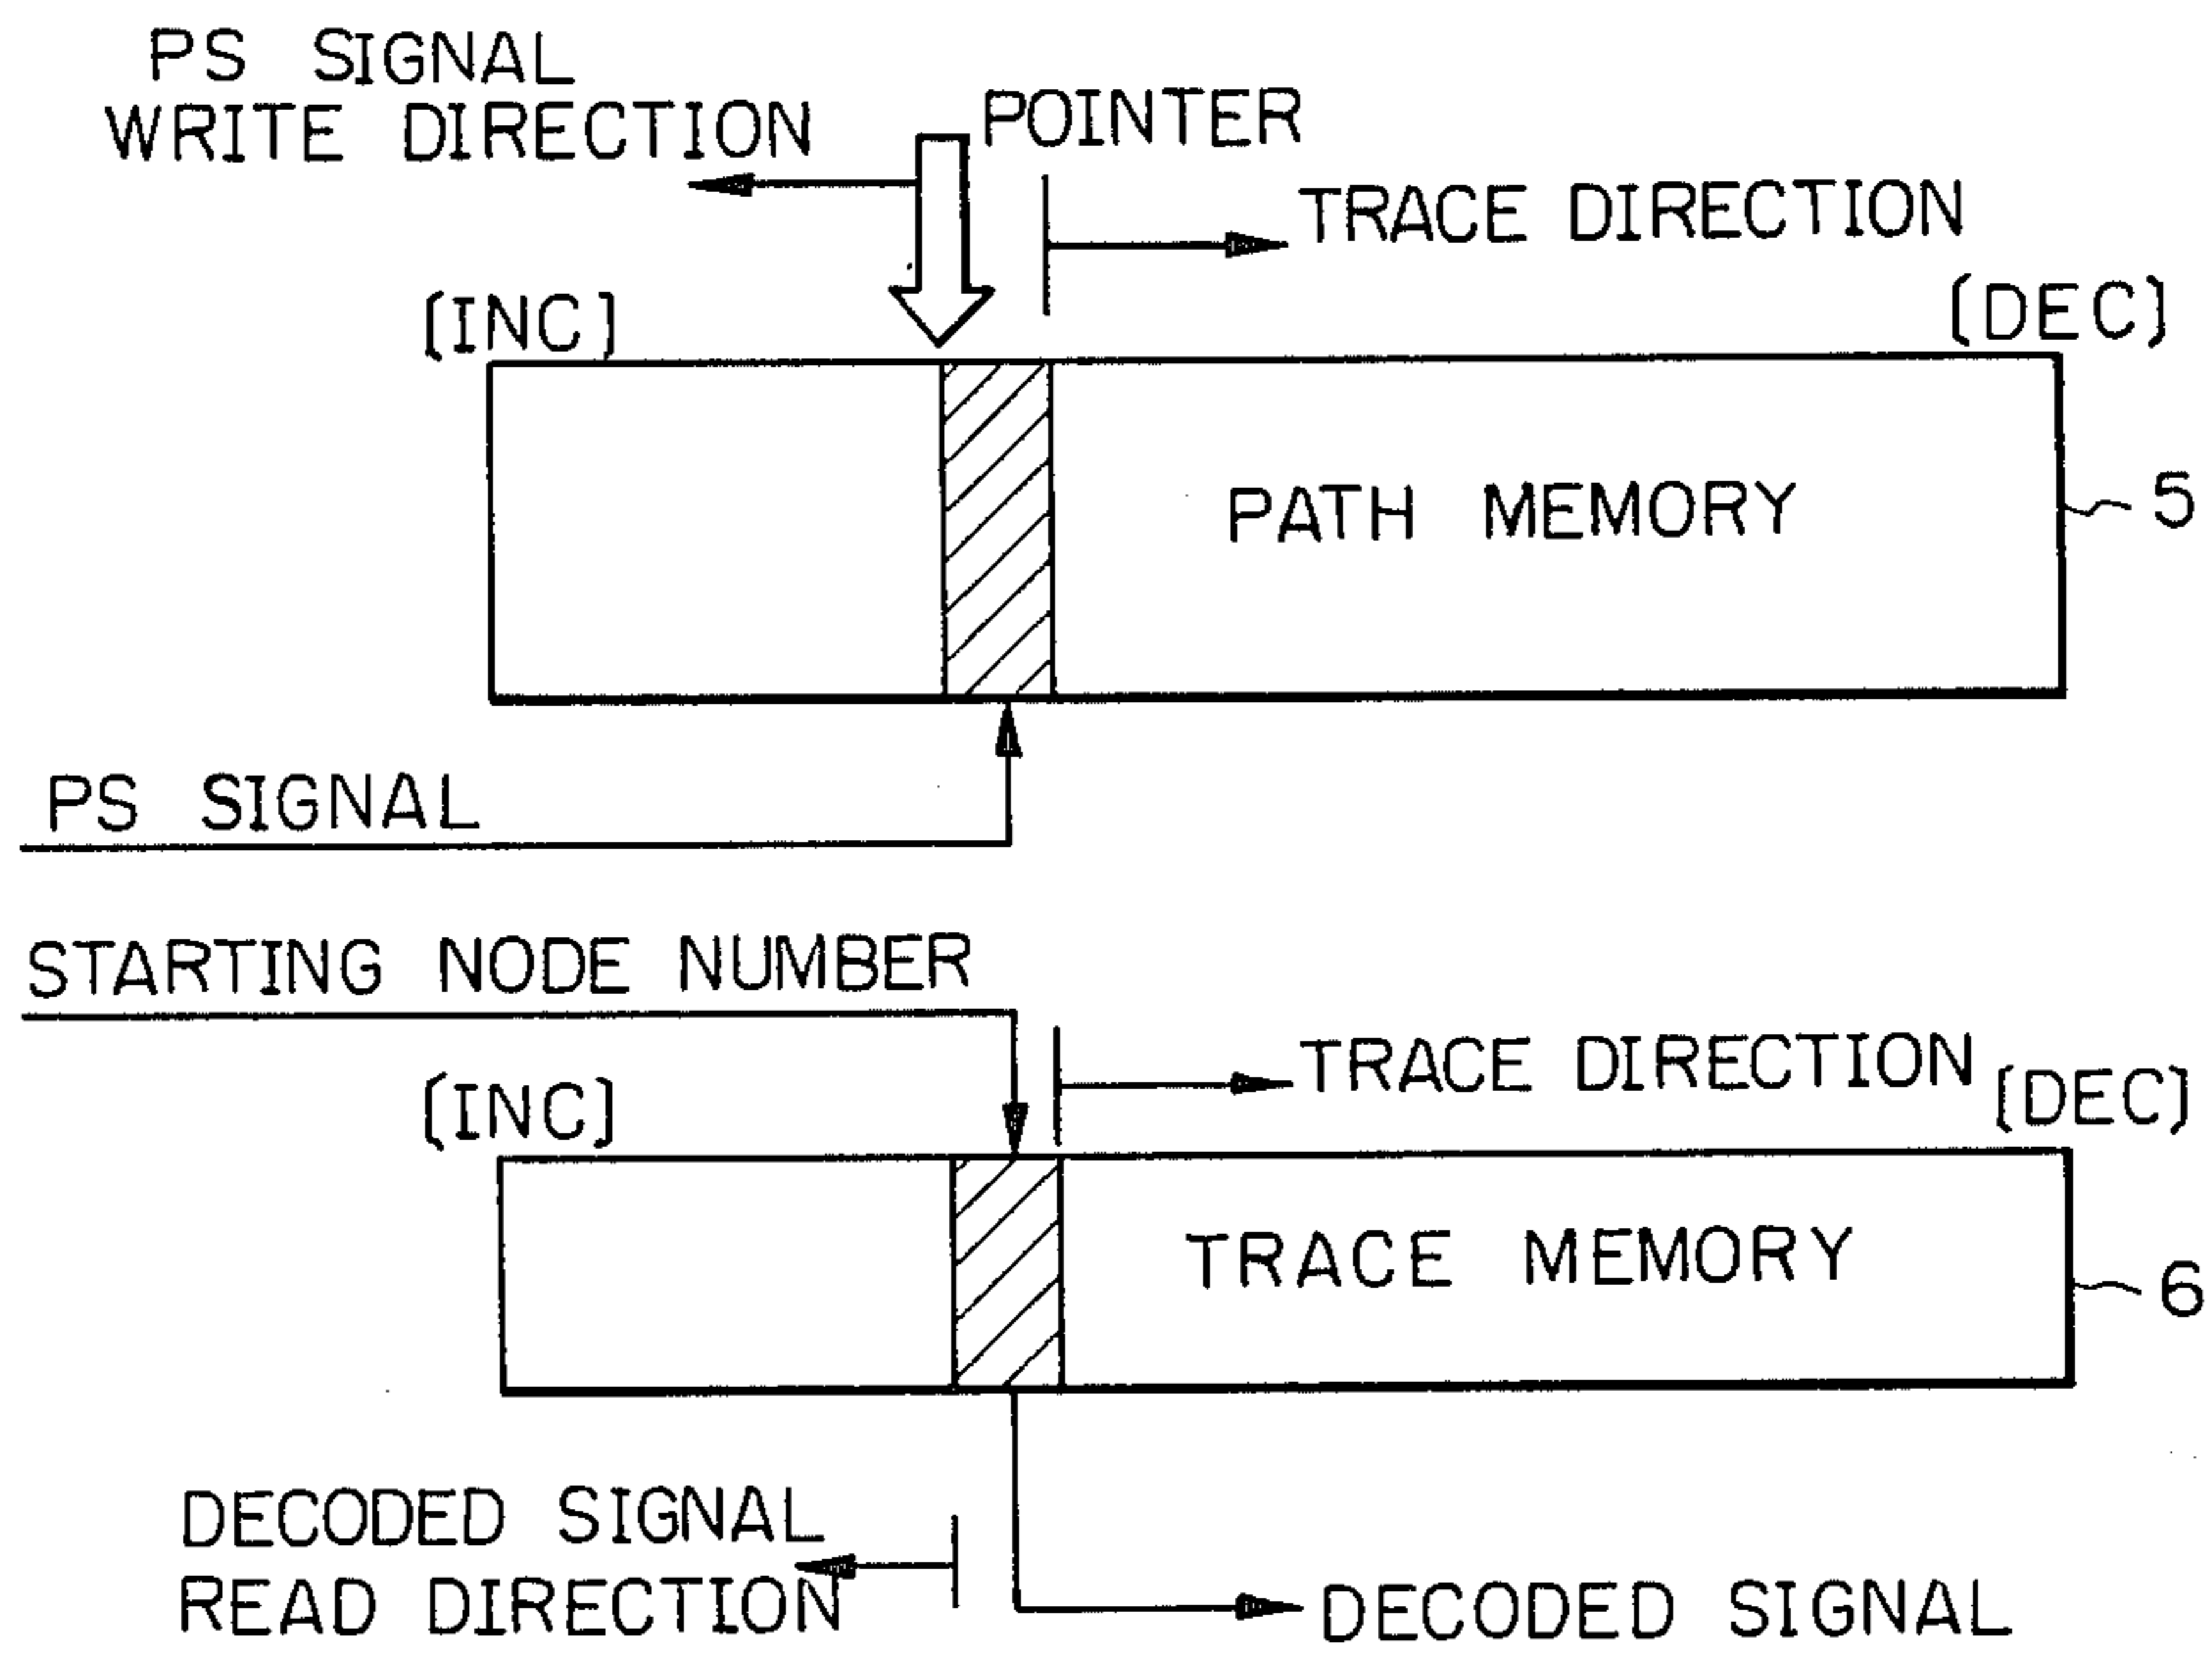 PS SIGNAL
WRITE DIRECTION
POINTER
TRACE DIRECTION
[INC]
[DEC]
PATH MEMORY
5
PS SIGNAL
STARTING NODE NUMBER
TRACE DIRECTION
[INC]
[DEC]
TRACE MEMORY
6
DECODED SIGNAL
READ DIRECTION
DECODED SIGNAL